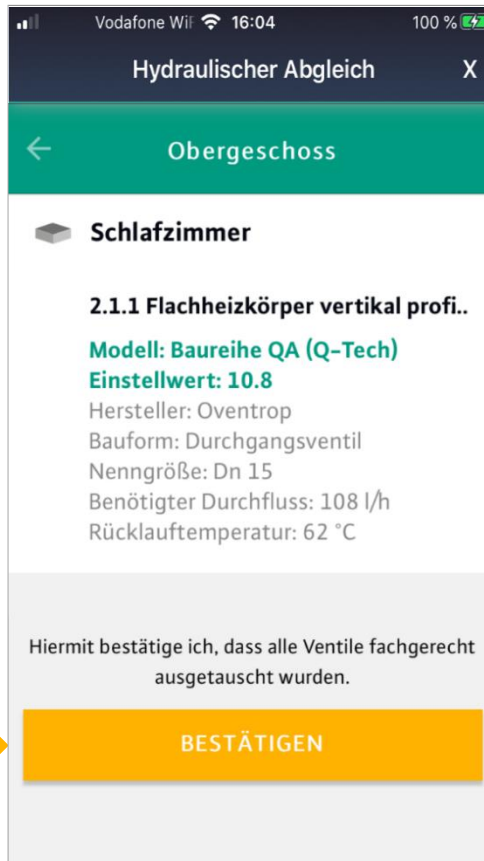 Vodafone WiF 16:04 100 %
Hydraulischer Abgleich X
Obergeschoss
Schlafzimmer
2.1.1 Flachheizkörper vertikal profi..
Modell: Baureihe QA (Q-Tech)
Einstellwert: 10.8
Hersteller: Oventrop
Bauform: Durchgangsventil
Nenngröße: Dn 15
Benötigter Durchfluss: 108 l/h
Rücklauftemperatur: 62 °C
Hiermit bestätige ich, dass alle Ventile fachgerecht
ausgetauscht wurden.
BESTÄTIGEN